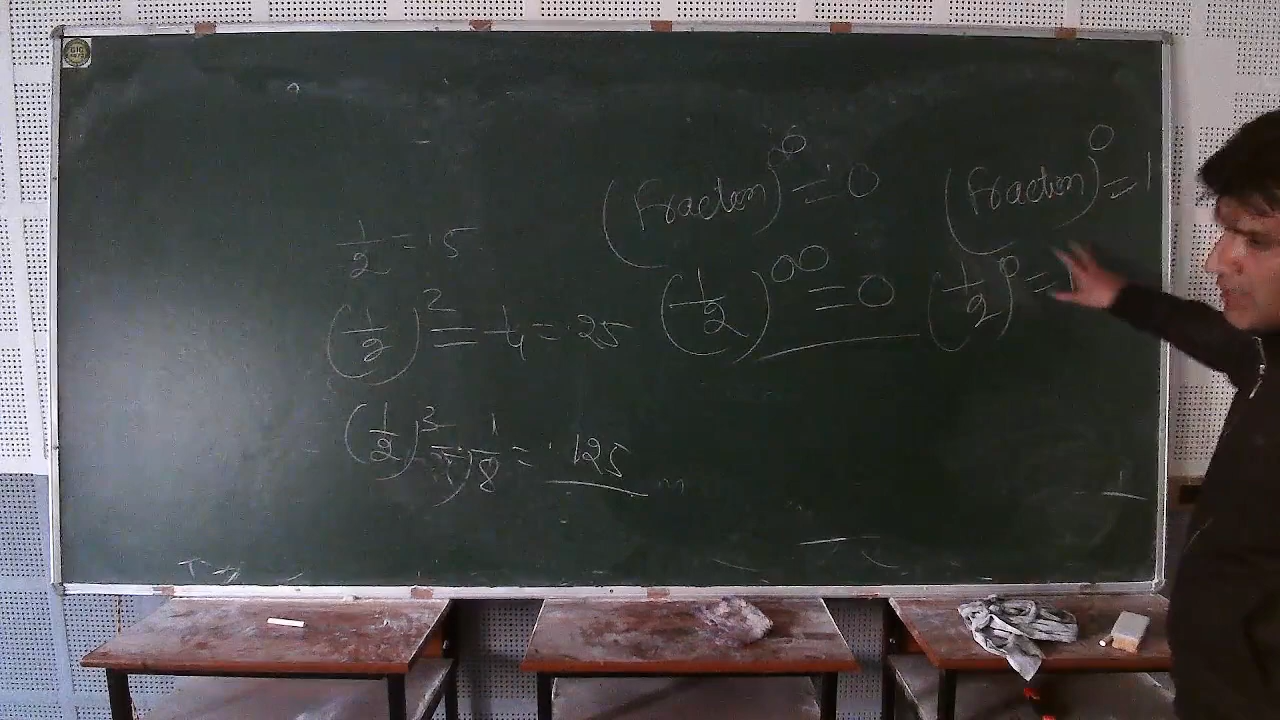 1/2 = .5
(1/2)^2 = 1/4 = .25
(1/2)^3 = 1/8 = .125
(Fraction)^∞ = 0
(1/2)^∞ = 0
(Fraction)^0 = 1
(1/2)^0 =